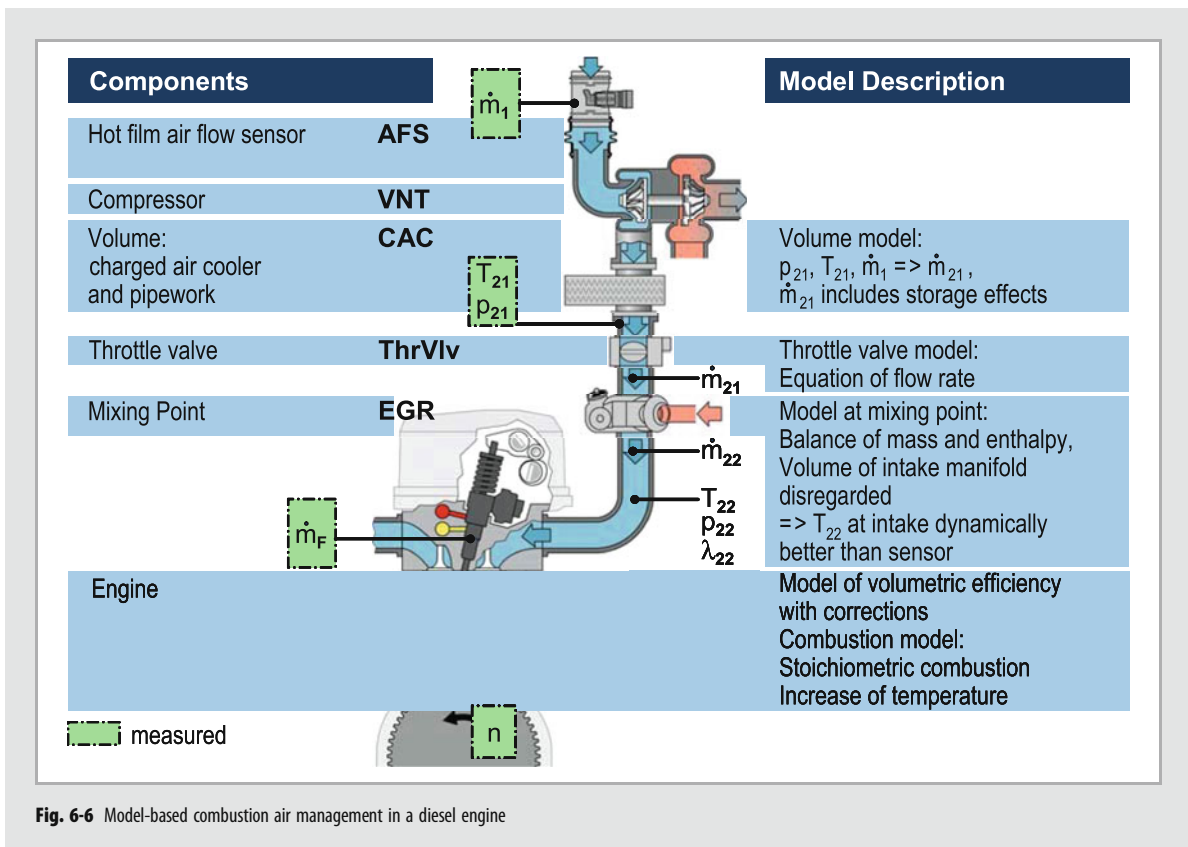 Components
Model Description
ṁ1
Hot film air flow sensor AFS
Compressor VNT
Volume: CAC
charged air cooler
and pipework
T21
p21
Volume model:
p21, T21, ṁ1 => ṁ21 ,
ṁ21 includes storage effects
Throttle valve ThrVlv
Throttle valve model:
Equation of flow rate
ṁ21
Mixing Point EGR
Model at mixing point:
Balance of mass and enthalpy,
Volume of intake manifold
disregarded
=> T22 at intake dynamically
better than sensor
ṁ22
T22
p22
λ22
ṁF
Engine
Model of volumetric efficiency
with corrections
Combustion model:
Stoichiometric combustion
Increase of temperature
measured
n
Fig. 6-6 Model-based combustion air management in a diesel engine